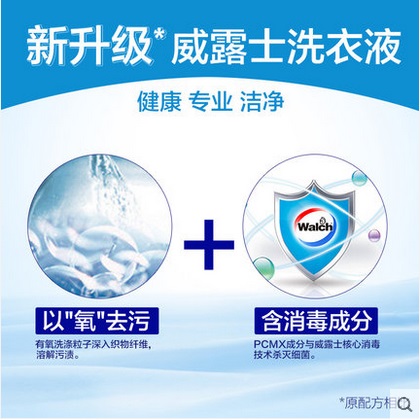 新升级* 威露士洗衣液
健康 专业 洁净
Walch
以"氧"去污
含消毒成分
有氧洗涤粒子深入织物纤维,
溶解污渍。
PCMX成分与威露士核心消毒
技术杀灭细菌。
*原配方相